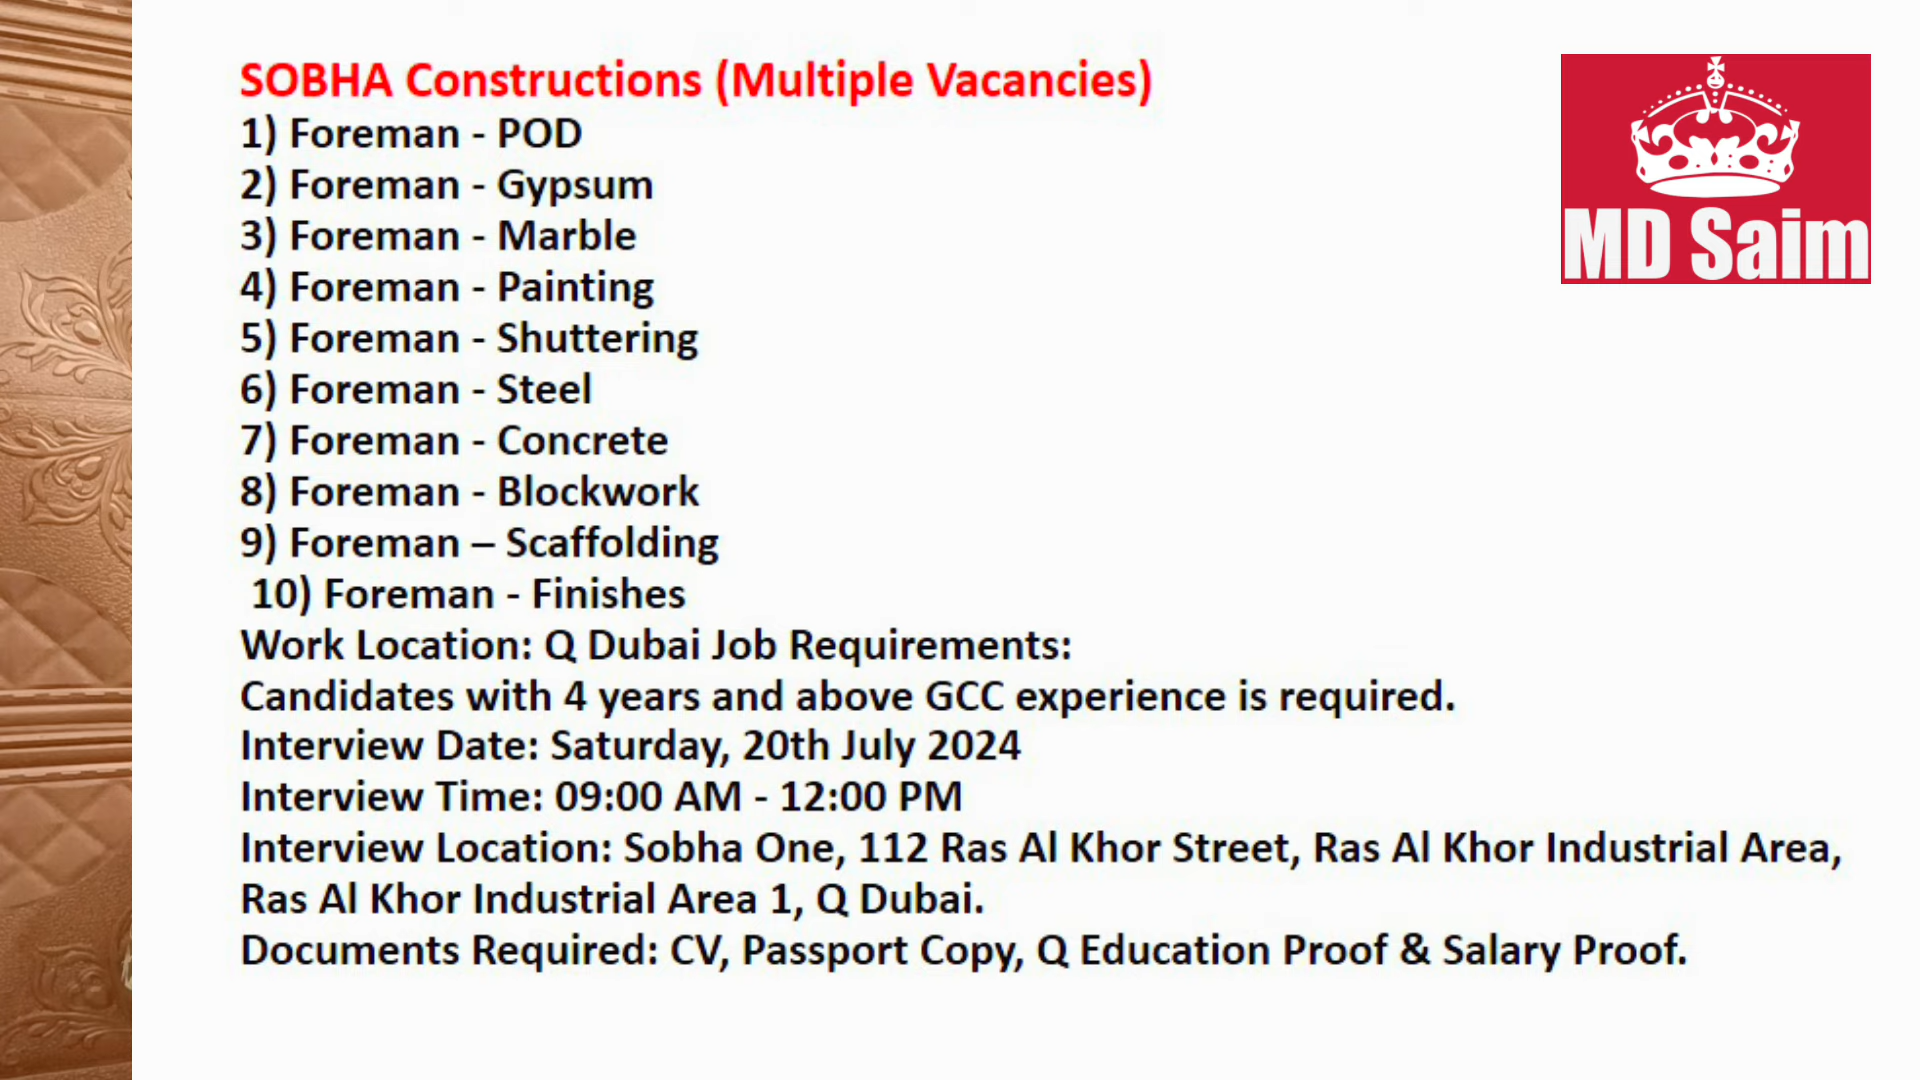 SOBHA Constructions (Multiple Vacancies)
1) Foreman - POD
2) Foreman - Gypsum
3) Foreman - Marble
4) Foreman - Painting
5) Foreman - Shuttering
6) Foreman - Steel
7) Foreman - Concrete
8) Foreman - Blockwork
9) Foreman – Scaffolding
10) Foreman - Finishes
Work Location: Q Dubai Job Requirements:
Candidates with 4 years and above GCC experience is required.
Interview Date: Saturday, 20th July 2024
Interview Time: 09:00 AM - 12:00 PM
Interview Location: Sobha One, 112 Ras Al Khor Street, Ras Al Khor Industrial Area,
Ras Al Khor Industrial Area 1, Q Dubai.
Documents Required: CV, Passport Copy, Q Education Proof & Salary Proof.
MD Saim